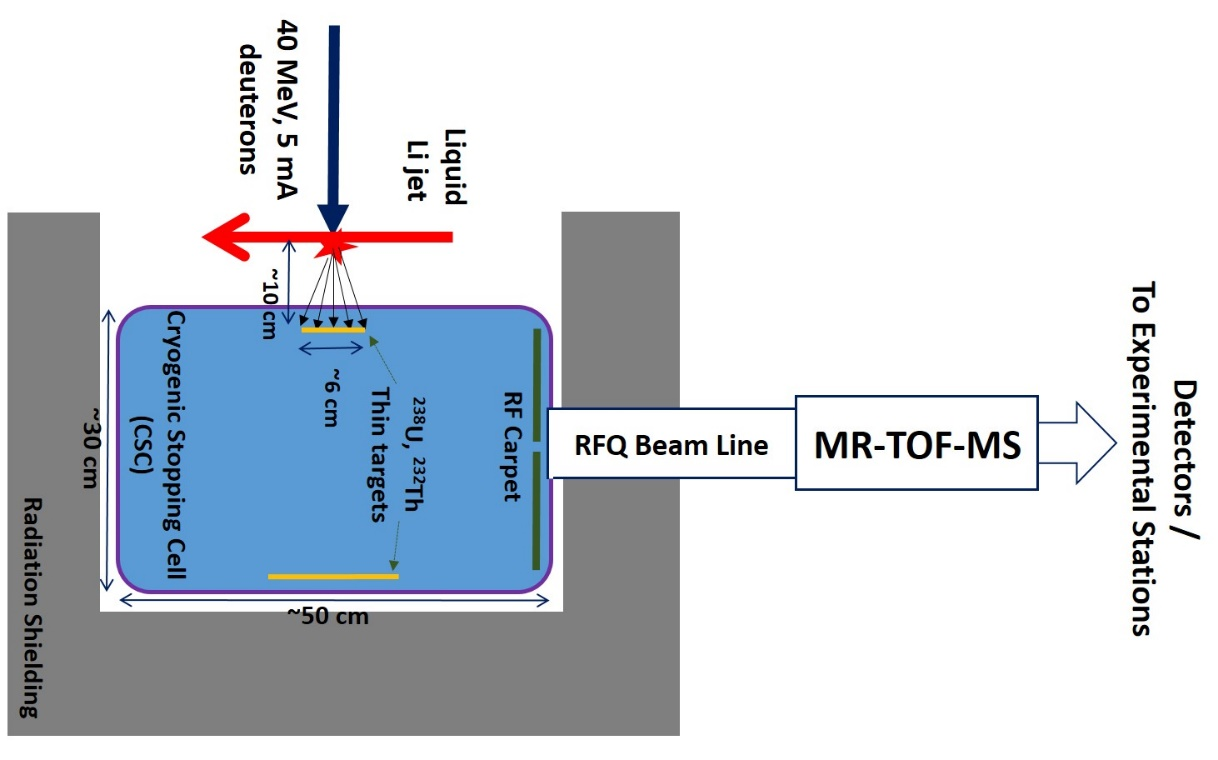 40 MeV, 5 mA
deuterons
Liquid
Li jet
~10 cm
~6 cm
²³⁸U, ²³²Th
Thin targets
RF Carpet
Cryogenic Stopping Cell
(CSC)
~30 cm
~50 cm
Radiation Shielding
RFQ Beam Line
MR-TOF-MS
Detectors /
To Experimental Stations